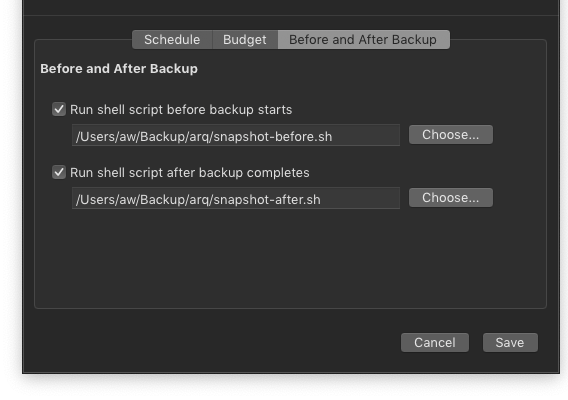 Schedule Budget Before and After Backup
Before and After Backup
Run shell script before backup starts
/Users/aw/Backup/arq/snapshot-before.sh Choose...
Run shell script after backup completes
/Users/aw/Backup/arq/snapshot-after.sh Choose...
Cancel Save